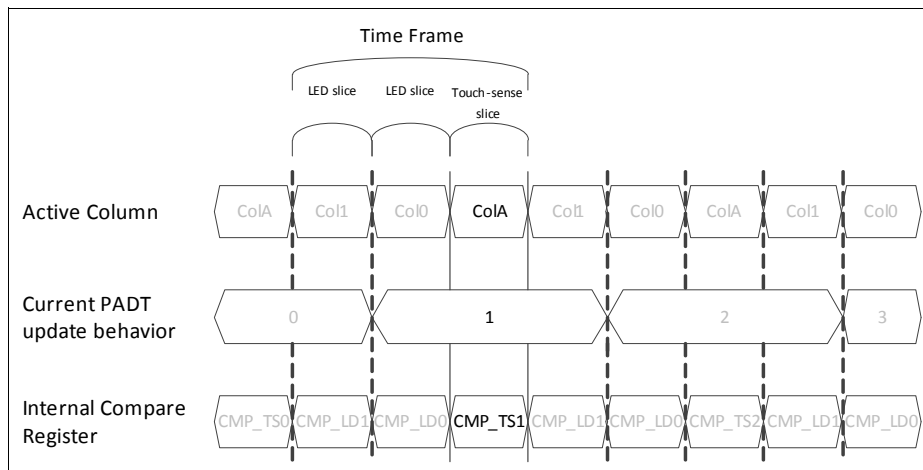 Time Frame
LED slice LED slice Touch-sense
slice
Active Column ColA Col1 Col0 ColA Col1 Col0 ColA Col1 Col0
Current PADT
update behavior 0 1 2 3
Internal Compare
Register CMP_TS0 CMP_LD1 CMP_LD0 CMP_TS1 CMP_LD1 CMP_LD0 CMP_TS2 CMP_LD1 CMP_LD0